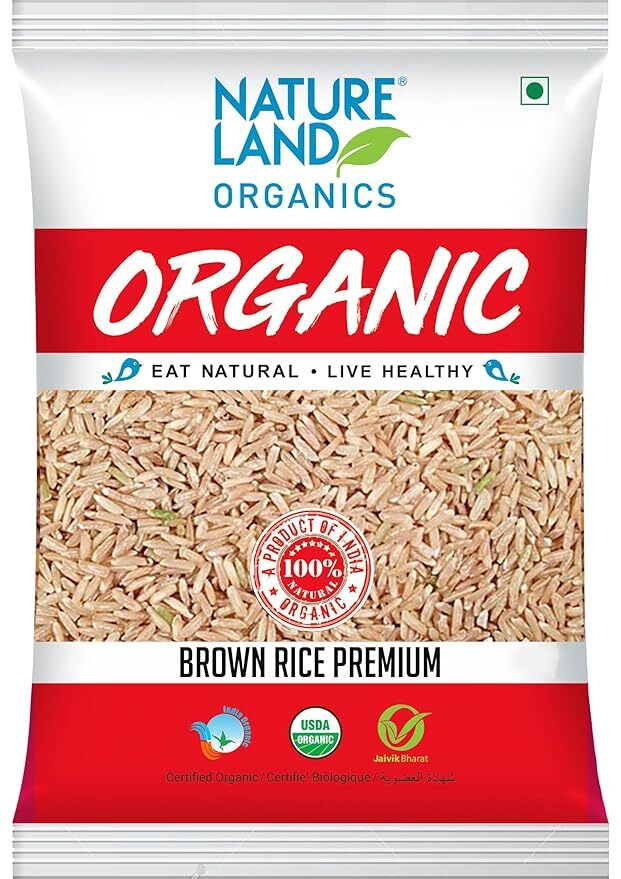 NATURE®
LAND
ORGANICS
ORGANIC
EAT NATURAL • LIVE HEALTHY
A PRODUCT OF INDIA
100%
NATURAL
ORGANIC
BROWN RICE PREMIUM
India Organic
USDA
ORGANIC
Jaivik Bharat
Certified Organic / Certifie' Biologique / شهادة العضوية